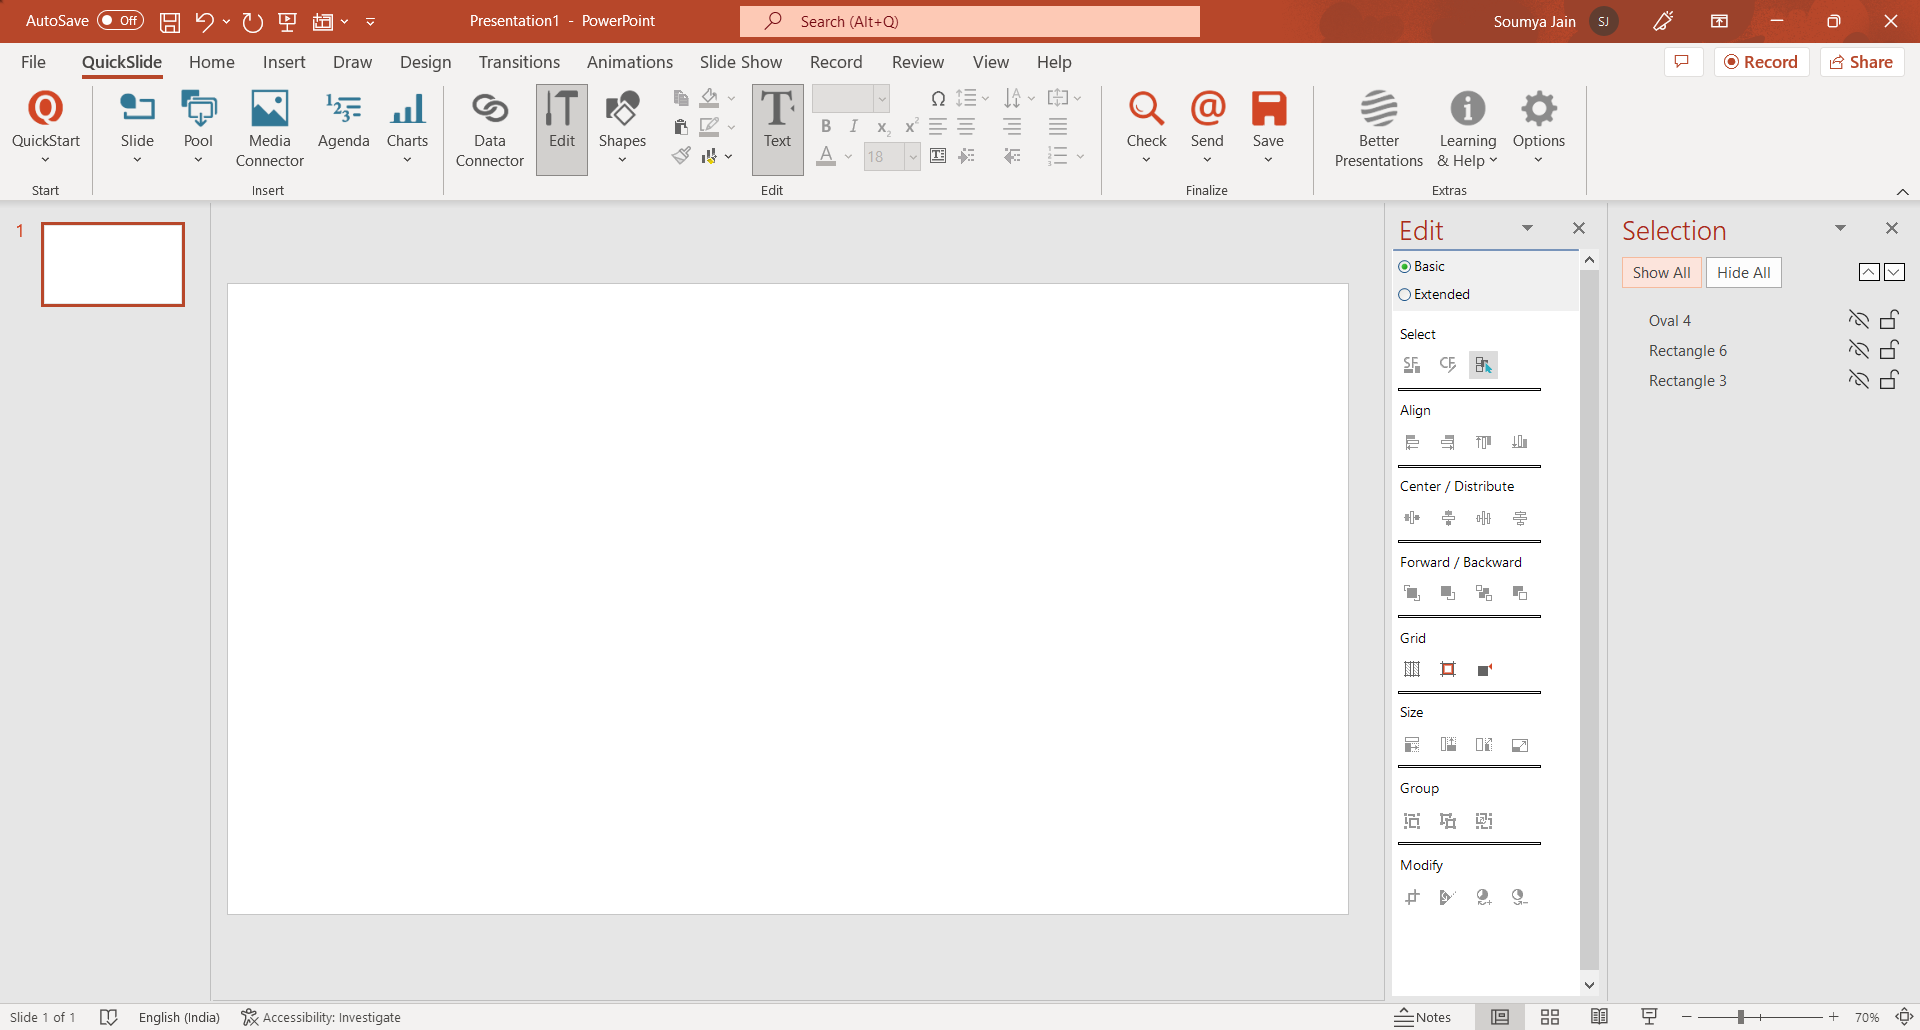 AutoSave Off Presentation1 - PowerPoint Search (Alt+Q) Soumya Jain SJ
File QuickSlide Home Insert Draw Design Transitions Animations Slide Show Record Review View Help Record Share
QuickStart
Slide
Pool
Media
Connector
Agenda
Charts
Data
Connector
Edit
Shapes
Text
18
Check
Send
Save
Better
Presentations
Learning
& Help
Options
Start Insert Edit Finalize Extras
1
Edit
Basic
Extended
Select
Align
Center / Distribute
Forward / Backward
Grid
Size
Group
Modify
Selection
Show All Hide All
Oval 4
Rectangle 6
Rectangle 3
Slide 1 of 1 English (India) Accessibility: Investigate Notes 70%